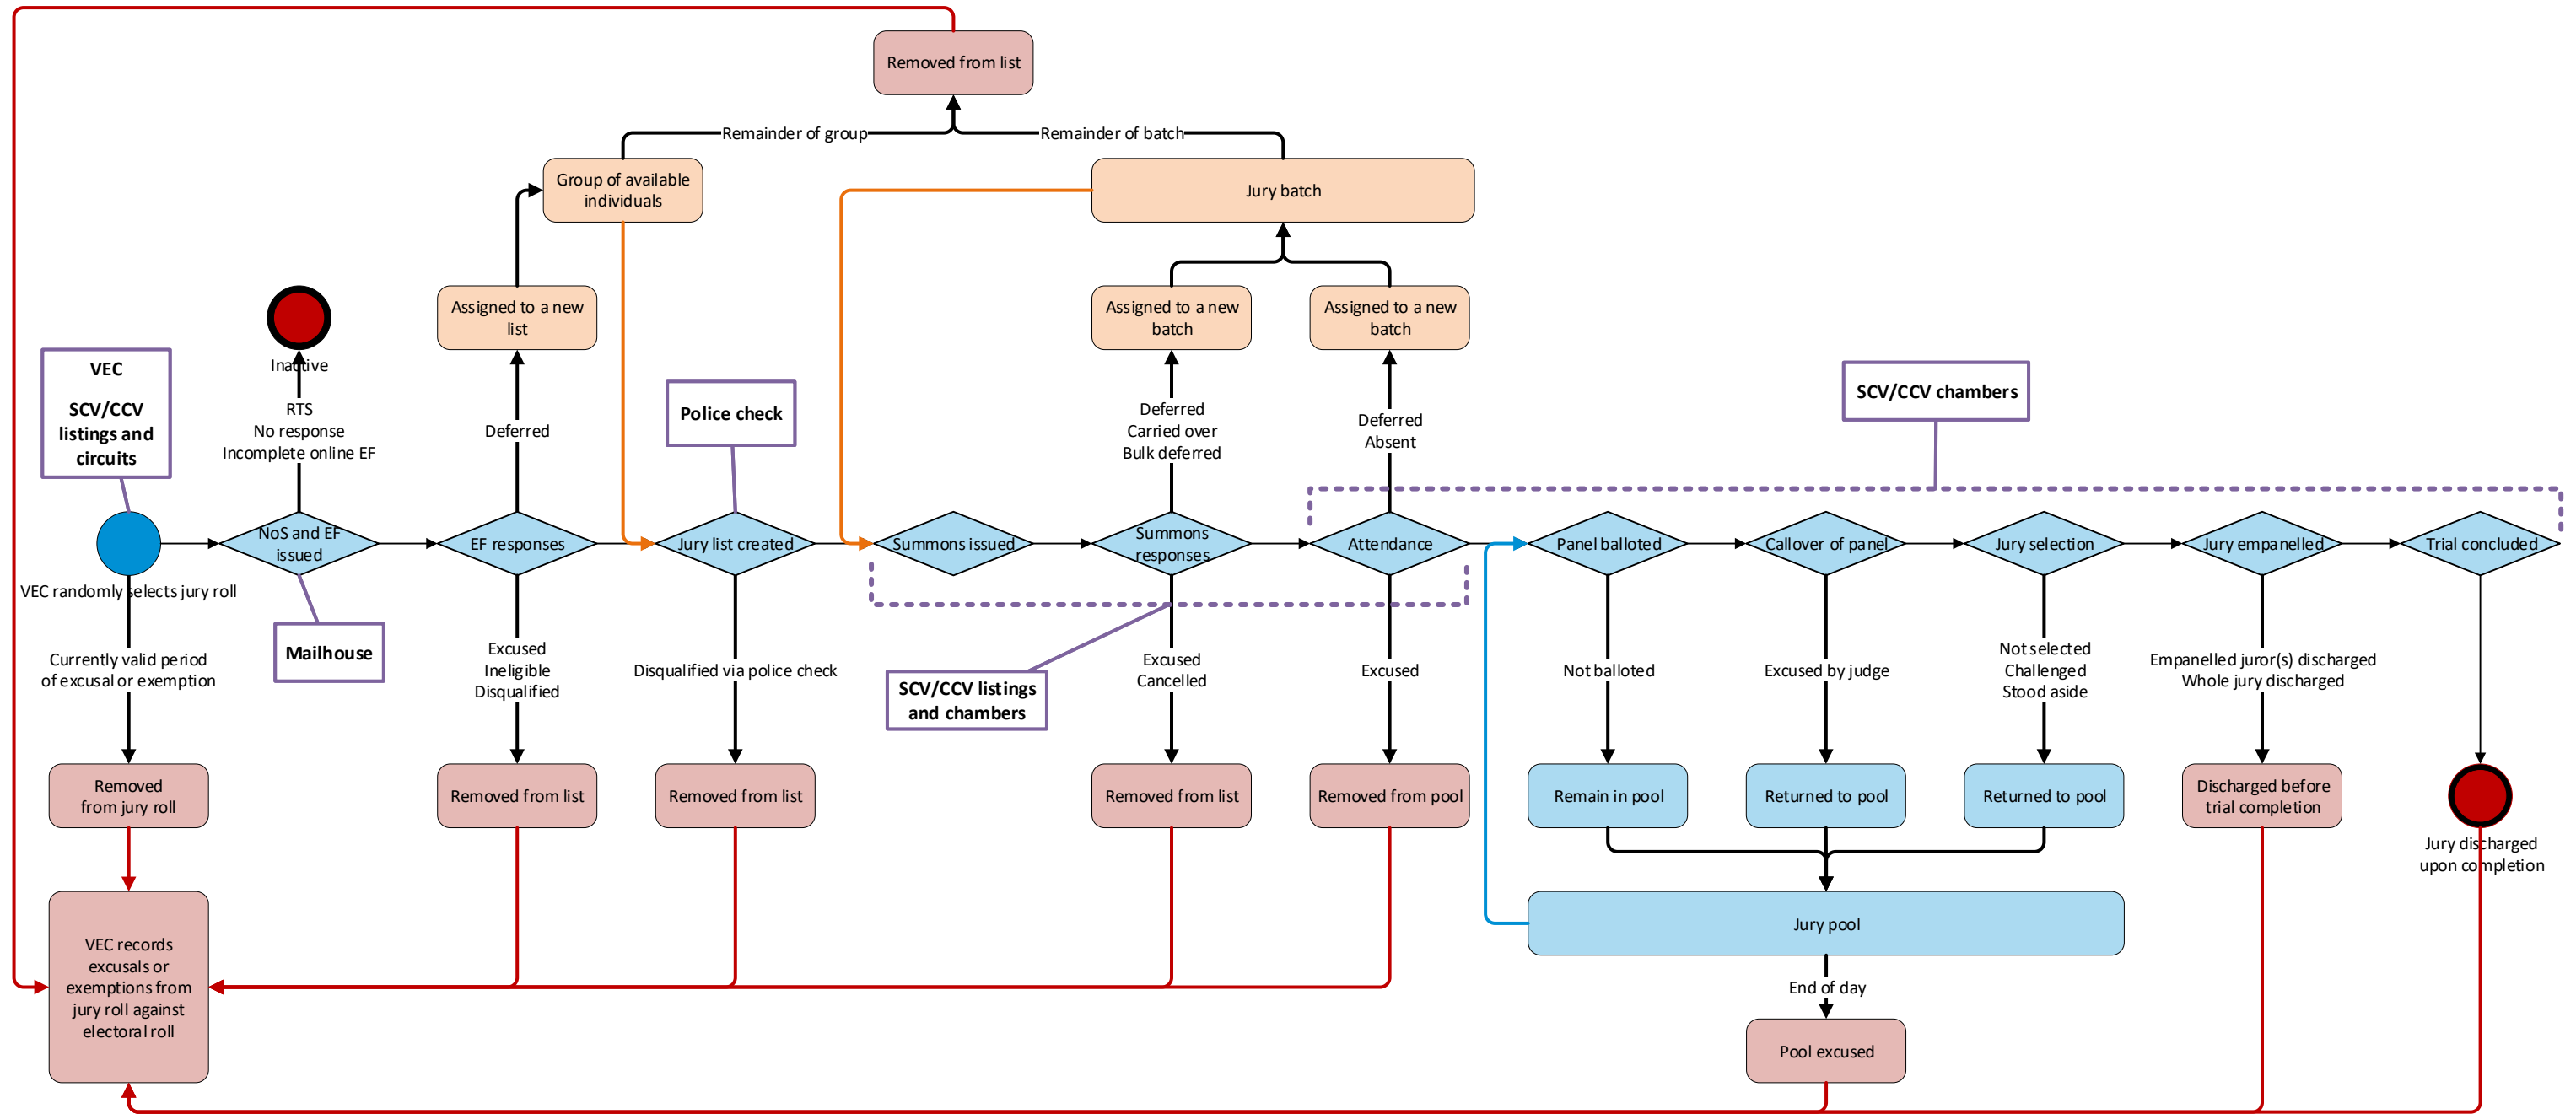 Removed from list
Remainder of group
Remainder of batch
Group of available
individuals
Jury batch
Assigned to a new
list
Assigned to a new
batch
Assigned to a new
batch
Inactive
VEC
SCV/CCV
listings and
circuits
RTS
No response
Incomplete online EF
Deferred
Police check
Deferred
Carried over
Bulk deferred
Deferred
Absent
SCV/CCV chambers
VEC randomly selects jury roll
NoS and EF
issued
EF responses
Jury list created
Summons issued
Summons
responses
Attendance
Panel balloted
Callover of panel
Jury selection
Jury empanelled
Trial concluded
Currently valid period
of excusal or exemption
Mailhouse
Excused
Ineligible
Disqualified
Disqualified via police check
SCV/CCV listings
and chambers
Excused
Cancelled
Excused
Not balloted
Excused by judge
Not selected
Challenged
Stood aside
Empanelled juror(s) discharged
Whole jury discharged
Removed
from jury roll
Removed from list
Removed from list
Removed from list
Removed from pool
Remain in pool
Returned to pool
Returned to pool
Discharged before
trial completion
Jury discharged
upon completion
VEC records
excusals or
exemptions from
jury roll against
electoral roll
Jury pool
End of day
Pool excused